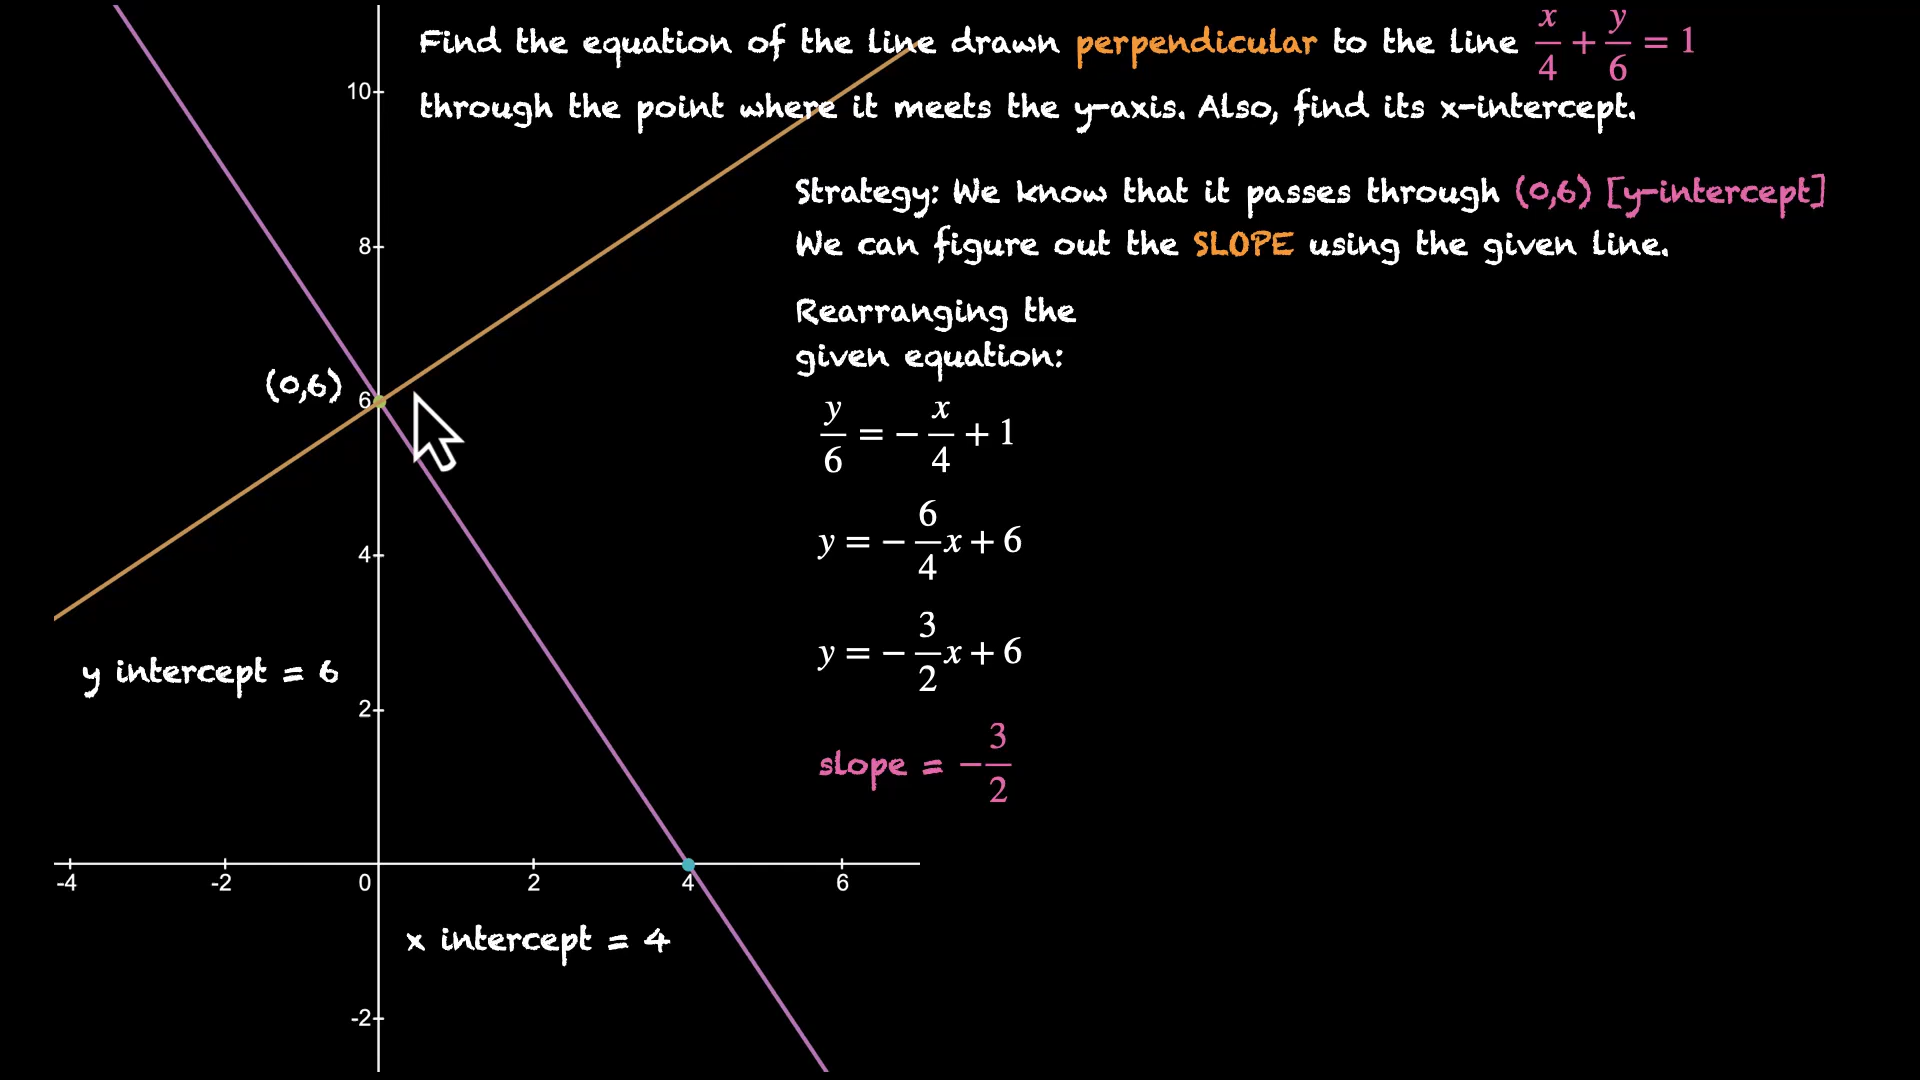 Find the equation of the line drawn perpendicular to the line x/4 + y/6 = 1
through the point where it meets the y-axis. Also, find its x-intercept.
Strategy: We know that it passes through (0,6) [y-intercept]
We can figure out the SLOPE using the given line.
Rearranging the
given equation:
y/6 = −x/4 + 1
y = −6/4x + 6
y = −3/2x + 6
slope = −3/2
10
8
(0,6)
6
4
y intercept = 6
2
-4 -2 0 2 4 6
x intercept = 4
-2